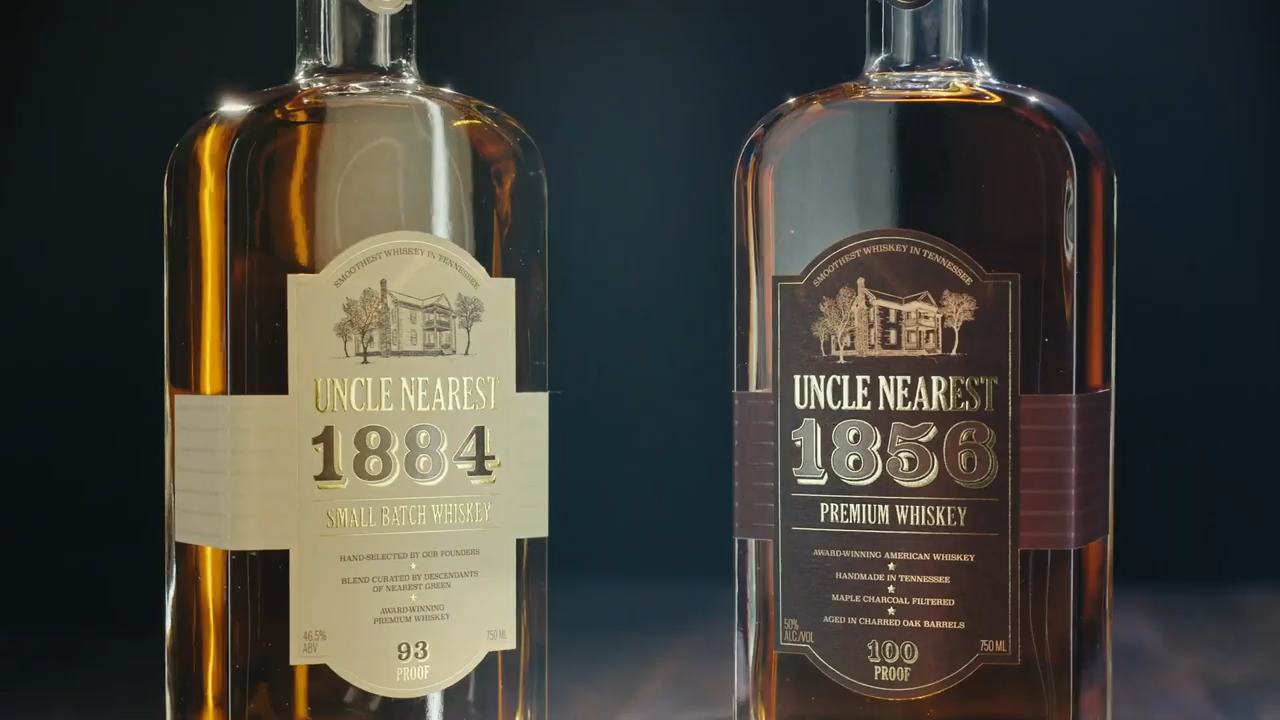 SMOOTHEST WHISKEY IN TENNESSEE
UNCLE NEAREST
1884
SMALL BATCH WHISKEY
HAND-SELECTED BY OUR FOUNDERS
BLEND CURATED BY DESCENDANTS
OF NEAREST GREEN
AWARD-WINNING
PREMIUM WHISKEY
46.5%
ABV
750 ML
93
PROOF
SMOOTHEST WHISKEY IN TENNESSEE
UNCLE NEAREST
1856
PREMIUM WHISKEY
AWARD-WINNING AMERICAN WHISKEY
HANDMADE IN TENNESSEE
MAPLE CHARCOAL FILTERED
AGED IN CHARRED OAK BARRELS
50%
ALC./VOL
750 ML
100
PROOF